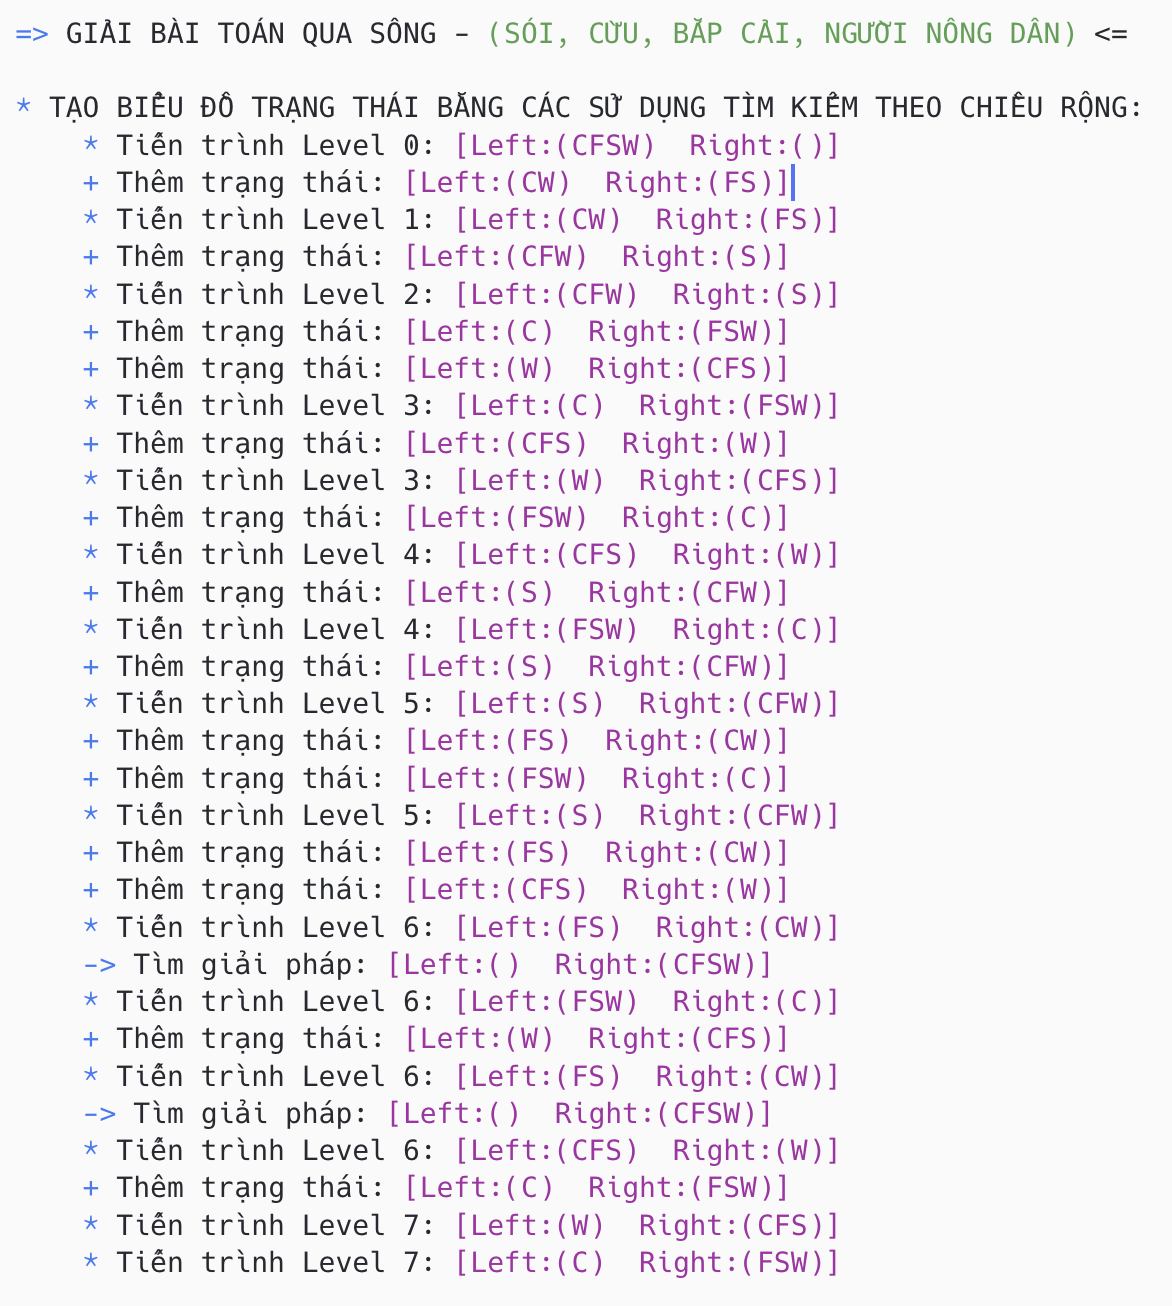 => GIẢI BÀI TOÁN QUA SÔNG - (SÓI, CỪU, BẮP CẢI, NGƯỜI NÔNG DÂN) <=
* TẠO BIỂU ĐỒ TRẠNG THÁI BẰNG CÁC SỬ DỤNG TÌM KIẾM THEO CHIỀU RỘNG:
* Tiến trình Level 0: [Left:(CFSW)  Right:()]
+ Thêm trạng thái: [Left:(CW)  Right:(FS)]
* Tiến trình Level 1: [Left:(CW)  Right:(FS)]
+ Thêm trạng thái: [Left:(CFW)  Right:(S)]
* Tiến trình Level 2: [Left:(CFW)  Right:(S)]
+ Thêm trạng thái: [Left:(C)  Right:(FSW)]
+ Thêm trạng thái: [Left:(W)  Right:(CFS)]
* Tiến trình Level 3: [Left:(C)  Right:(FSW)]
+ Thêm trạng thái: [Left:(CFS)  Right:(W)]
* Tiến trình Level 3: [Left:(W)  Right:(CFS)]
+ Thêm trạng thái: [Left:(FSW)  Right:(C)]
* Tiến trình Level 4: [Left:(CFS)  Right:(W)]
+ Thêm trạng thái: [Left:(S)  Right:(CFW)]
* Tiến trình Level 4: [Left:(FSW)  Right:(C)]
+ Thêm trạng thái: [Left:(S)  Right:(CFW)]
* Tiến trình Level 5: [Left:(S)  Right:(CFW)]
+ Thêm trạng thái: [Left:(FS)  Right:(CW)]
+ Thêm trạng thái: [Left:(FSW)  Right:(C)]
* Tiến trình Level 5: [Left:(S)  Right:(CFW)]
+ Thêm trạng thái: [Left:(FS)  Right:(CW)]
+ Thêm trạng thái: [Left:(CFS)  Right:(W)]
* Tiến trình Level 6: [Left:(FS)  Right:(CW)]
-> Tìm giải pháp: [Left:()  Right:(CFSW)]
* Tiến trình Level 6: [Left:(FSW)  Right:(C)]
+ Thêm trạng thái: [Left:(W)  Right:(CFS)]
* Tiến trình Level 6: [Left:(FS)  Right:(CW)]
-> Tìm giải pháp: [Left:()  Right:(CFSW)]
* Tiến trình Level 6: [Left:(CFS)  Right:(W)]
+ Thêm trạng thái: [Left:(C)  Right:(FSW)]
* Tiến trình Level 7: [Left:(W)  Right:(CFS)]
* Tiến trình Level 7: [Left:(C)  Right:(FSW)]